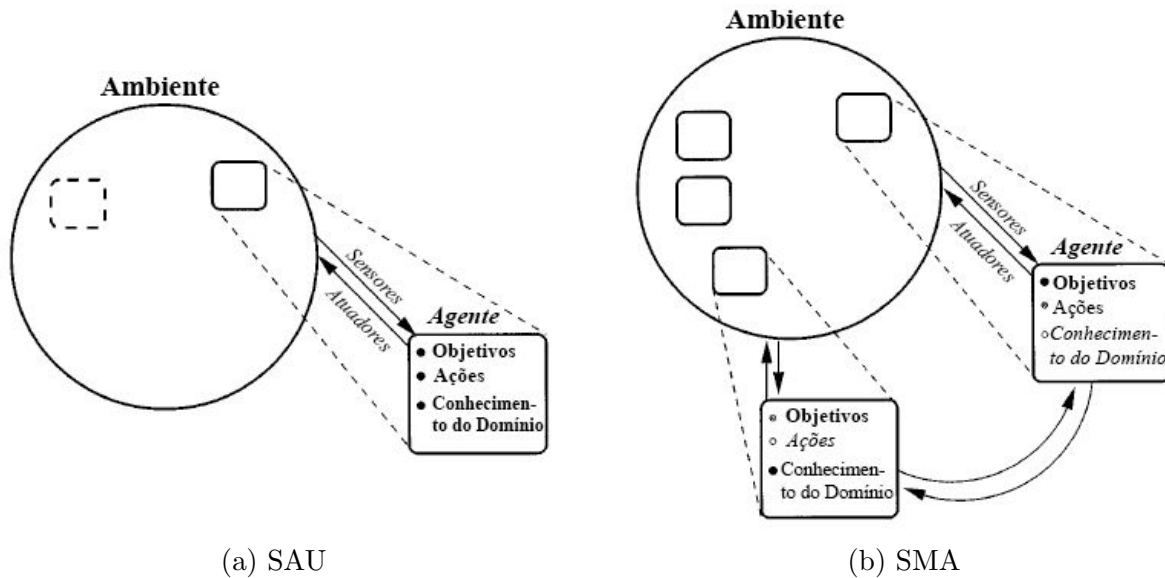 Ambiente
Sensores
Atuadores
Agente
Objetivos
Ações
Conhecimen-
to do Domínio
(a) SAU
Ambiente
Sensores
Atuadores
Agente
Objetivos
Ações
Conhecimen-
to do Domínio
Objetivos
Ações
Conhecimen-
to do Domínio
(b) SMA